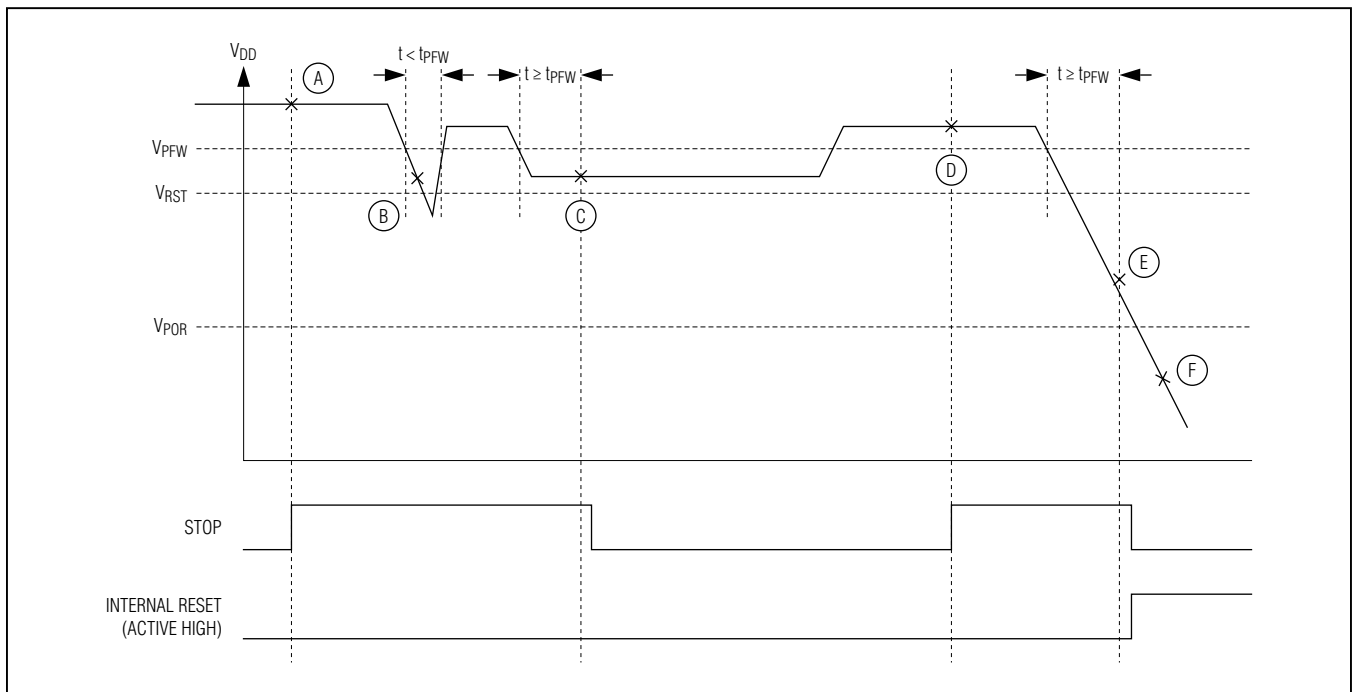 VDD
t < tPFW
t ≥ tPFW
t ≥ tPFW
A
VPFW
D
VRST
B
C
E
VPOR
F
STOP
INTERNAL RESET
(ACTIVE HIGH)